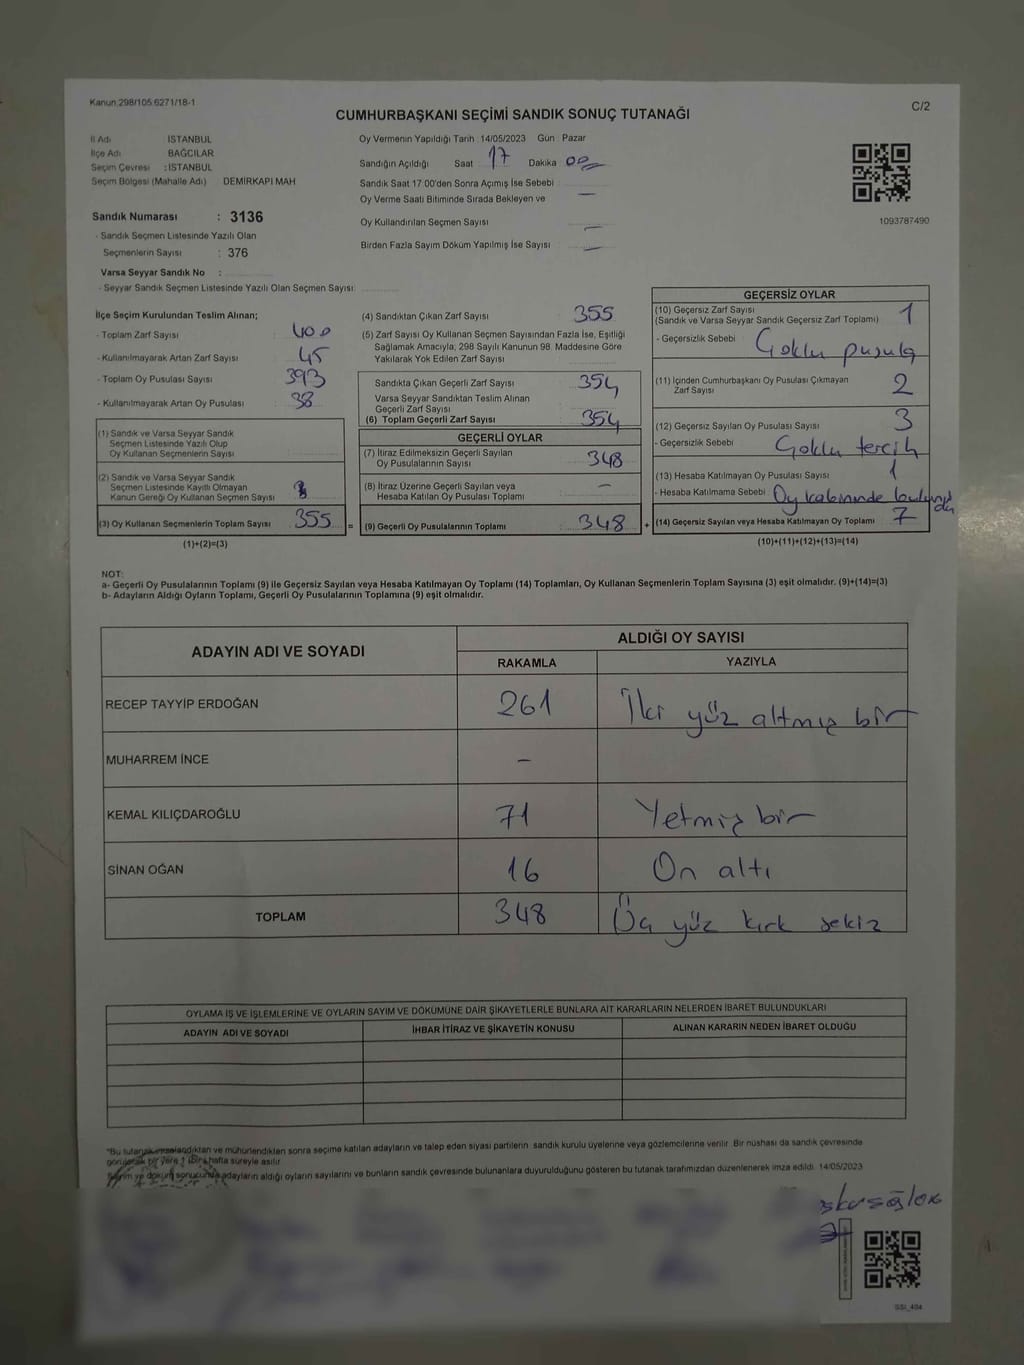 Kanun.298/105.6271/18-1
C/2
CUMHURBAŞKANI SEÇİMİ SANDIK SONUÇ TUTANAĞI
İl Adı : İSTANBUL
İlçe Adı : BAĞCILAR
Seçim Çevresi : İSTANBUL
Seçim Bölgesi (Mahalle Adı) DEMİRKAPI MAH
Sandık Numarası : 3136
- Sandık Seçmen Listesinde Yazılı Olan
Seçmenlerin Sayısı : 376
Varsa Seyyar Sandık No :
- Seyyar Sandık Seçmen Listesinde Yazılı Olan Seçmen Sayısı:
Oy Vermenin Yapıldığı Tarih :14/05/2023 Gün : Pazar
Sandığın Açıldığı Saat 17 Dakika 00
Sandık Saat 17:00'den Sonra Açımış İse Sebebi :
Oy Verme Saati Bitiminde Sırada Bekleyen ve —
Oy Kullandırılan Seçmen Sayısı —
Birden Fazla Sayım Döküm Yapılmış İse Sayısı : —
1093787490
İlçe Seçim Kurulundan Teslim Alınan;
- Toplam Zarf Sayısı : 400
- Kullanılmayarak Artan Zarf Sayısı : 45
- Toplam Oy Pusulası Sayısı : 393
- Kullanılmayarak Artan Oy Pusulası : 38
(1) Sandık ve Varsa Seyyar Sandık
Seçmen Listesinde Yazılı Olup
Oy Kullanan Seçmenlerin Sayısı :
(2) Sandık ve Varsa Seyyar Sandık
Seçmen Listesinde Kayıtlı Olmayan
Kanun Gereği Oy Kullanan Seçmen Sayısı :
(3) Oy Kullanan Seçmenlerin Toplam Sayısı : 355 =
(1)+(2)=(3)
(4) Sandıktan Çıkan Zarf Sayısı : 355
(5) Zarf Sayısı Oy Kullanan Seçmen Sayısından Fazla İse, Eşitliği
Sağlamak Amacıyla, 298 Sayılı Kanunun 98. Maddesine Göre
Yakılarak Yok Edilen Zarf Sayısı :
Sandıkta Çıkan Geçerli Zarf Sayısı : 354
Varsa Seyyar Sandıktan Teslim Alınan
Geçerli Zarf Sayısı :
(6) Toplam Geçerli Zarf Sayısı : 354
GEÇERLİ OYLAR
(7) İtiraz Edilmeksizin Geçerli Sayılan
Oy Pusulalarının Sayısı : 348
(8) İtiraz Üzerine Geçerli Sayılan veya
Hesaba Katılan Oy Pusulası Toplamı : —
(9) Geçerli Oy Pusulalarının Toplamı : 348 +
GEÇERSİZ OYLAR
(10) Geçersiz Zarf Sayısı : 1
(Sandık ve Varsa Seyyar Sandık Geçersiz Zarf Toplamı)
- Geçersizlik Sebebi : Çoklu pusula
(11) İçinden Cumhurbaşkanı Oy Pusulası Çıkmayan
Zarf Sayısı : 2
(12) Geçersiz Sayılan Oy Pusulası Sayısı : 3
- Geçersizlik Sebebi : Çoklu tercih
(13) Hesaba Katılmayan Oy Pusulası Sayısı : 1
- Hesaba Katılmama Sebebi : Oy kabininde bulundu
(14) Geçersiz Sayılan veya Hesaba Katılmayan Oy Toplamı : 7
(10)+(11)+(12)+(13)=(14)
NOT:
a- Geçerli Oy Pusulalarının Toplamı (9) ile Geçersiz Sayılan veya Hesaba Katılmayan Oy Toplamı (14) Toplamları, Oy Kullanan Seçmenlerin Toplam Sayısına (3) eşit olmalıdır. (9)+(14)=(3)
b- Adayların Aldığı Oyların Toplamı, Geçerli Oy Pusulalarının Toplamına (9) eşit olmalıdır.
ADAYIN ADI VE SOYADI
ALDIĞI OY SAYISI
RAKAMLA YAZIYLA
RECEP TAYYİP ERDOĞAN 261 İki yüz altmış bir
MUHARREM İNCE —
KEMAL KILIÇDAROĞLU 71 Yetmiş bir
SİNAN OĞAN 16 On altı
TOPLAM 348 Üç yüz kırk sekiz
OYLAMA İŞ VE İŞLEMLERİNE VE OYLARIN SAYIM VE DÖKÜMÜNE DAİR ŞİKAYETLERLE BUNLARA AİT KARARLARIN NELERDEN İBARET BULUNDUKLARI
ADAYIN ADI VE SOYADI İHBAR İTİRAZ VE ŞİKAYETİN KONUSU ALINAN KARARIN NEDEN İBARET OLDUĞU
*Bu tutanak imzalandıktan ve mühürlendikten sonra seçime katılan adayların ve talep eden siyasi partilerin sandık kurulu üyelerine veya gözlemcilerine verilir. Bir nüshası da sandık çevresinde
görülecek bir yere 1 (bir) hafta süreyle asılır.
Sayım ve döküm sonucunda adayların aldığı oyların sayılarını ve bunların sandık çevresinde bulunanlara duyurulduğunu gösteren bu tutanak tarafımızdan düzenlenerek imza edildi. 14/05/2023
SSI_404